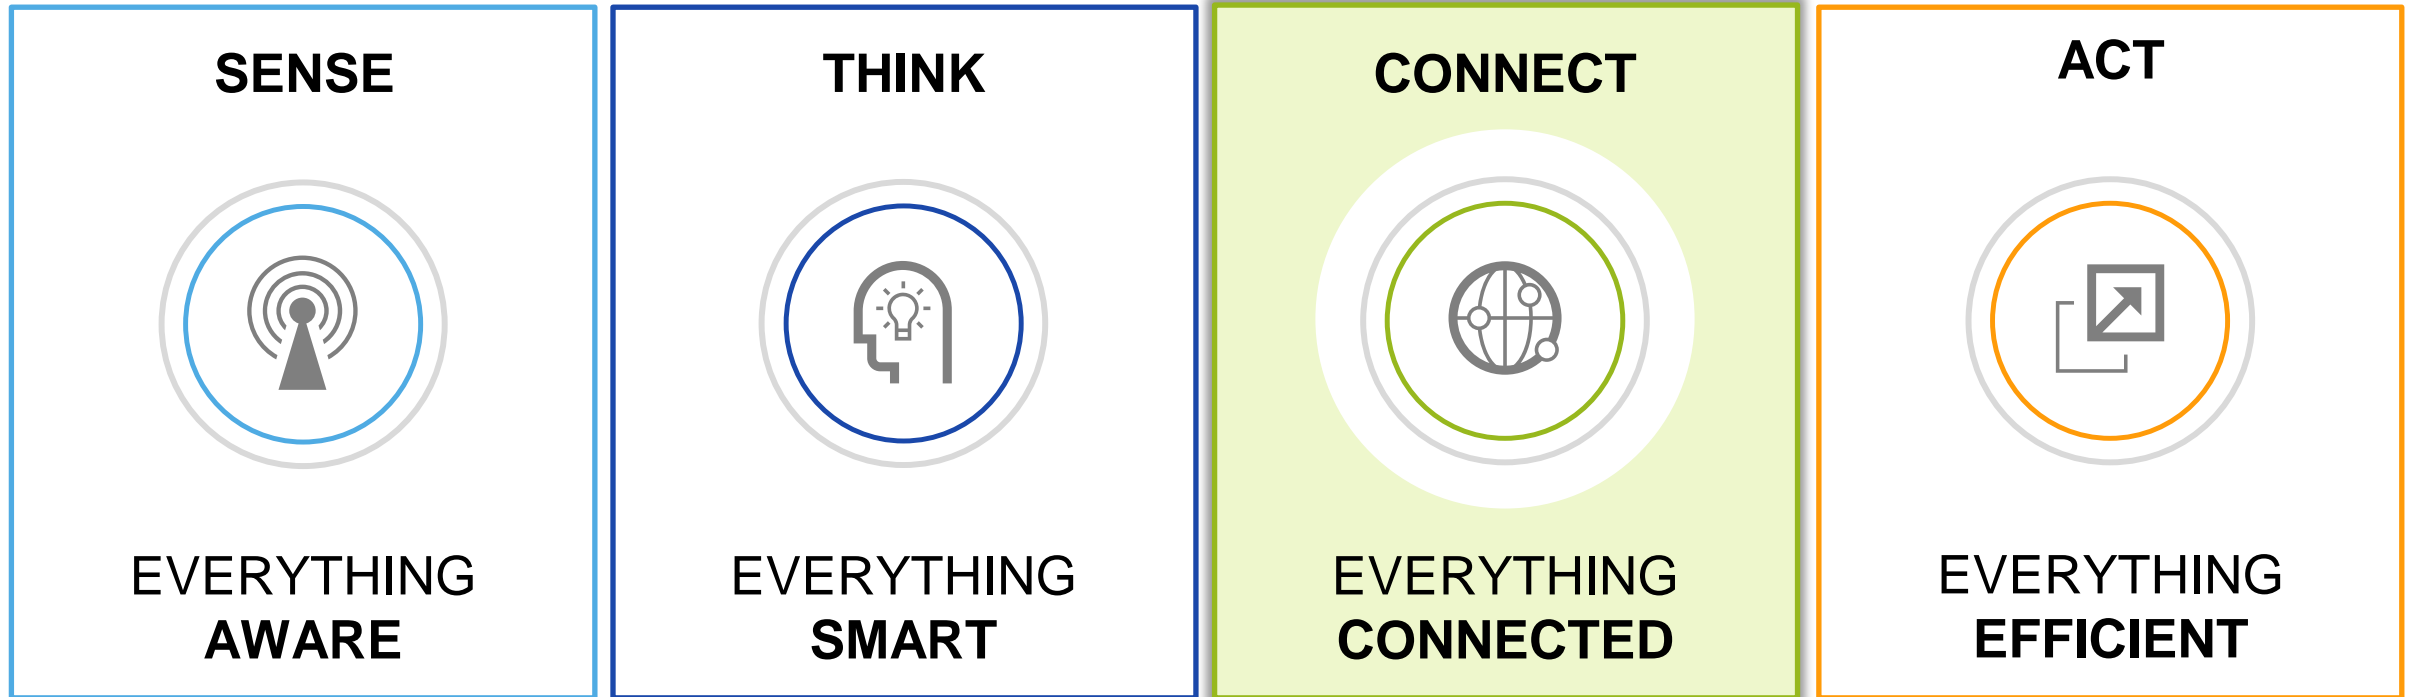 SENSE
EVERYTHING
AWARE
THINK
EVERYTHING
SMART
CONNECT
EVERYTHING
CONNECTED
ACT
EVERYTHING
EFFICIENT